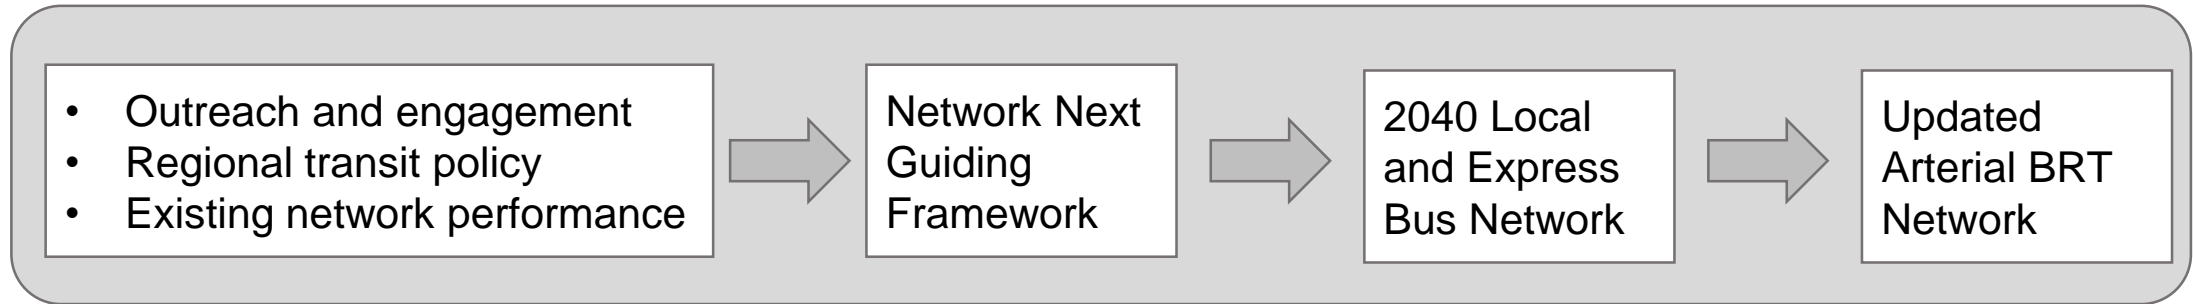 • Outreach and engagement
• Regional transit policy
• Existing network performance
Network Next
Guiding
Framework
2040 Local
and Express
Bus Network
Updated
Arterial BRT
Network